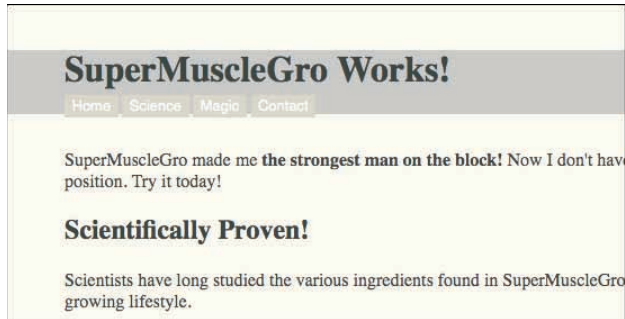 SuperMuscleGro Works!
Home Science Magic Contact
SuperMuscleGro made me the strongest man on the block! Now I don't have
position. Try it today!
Scientifically Proven!
Scientists have long studied the various ingredients found in SuperMuscleGro
growing lifestyle.